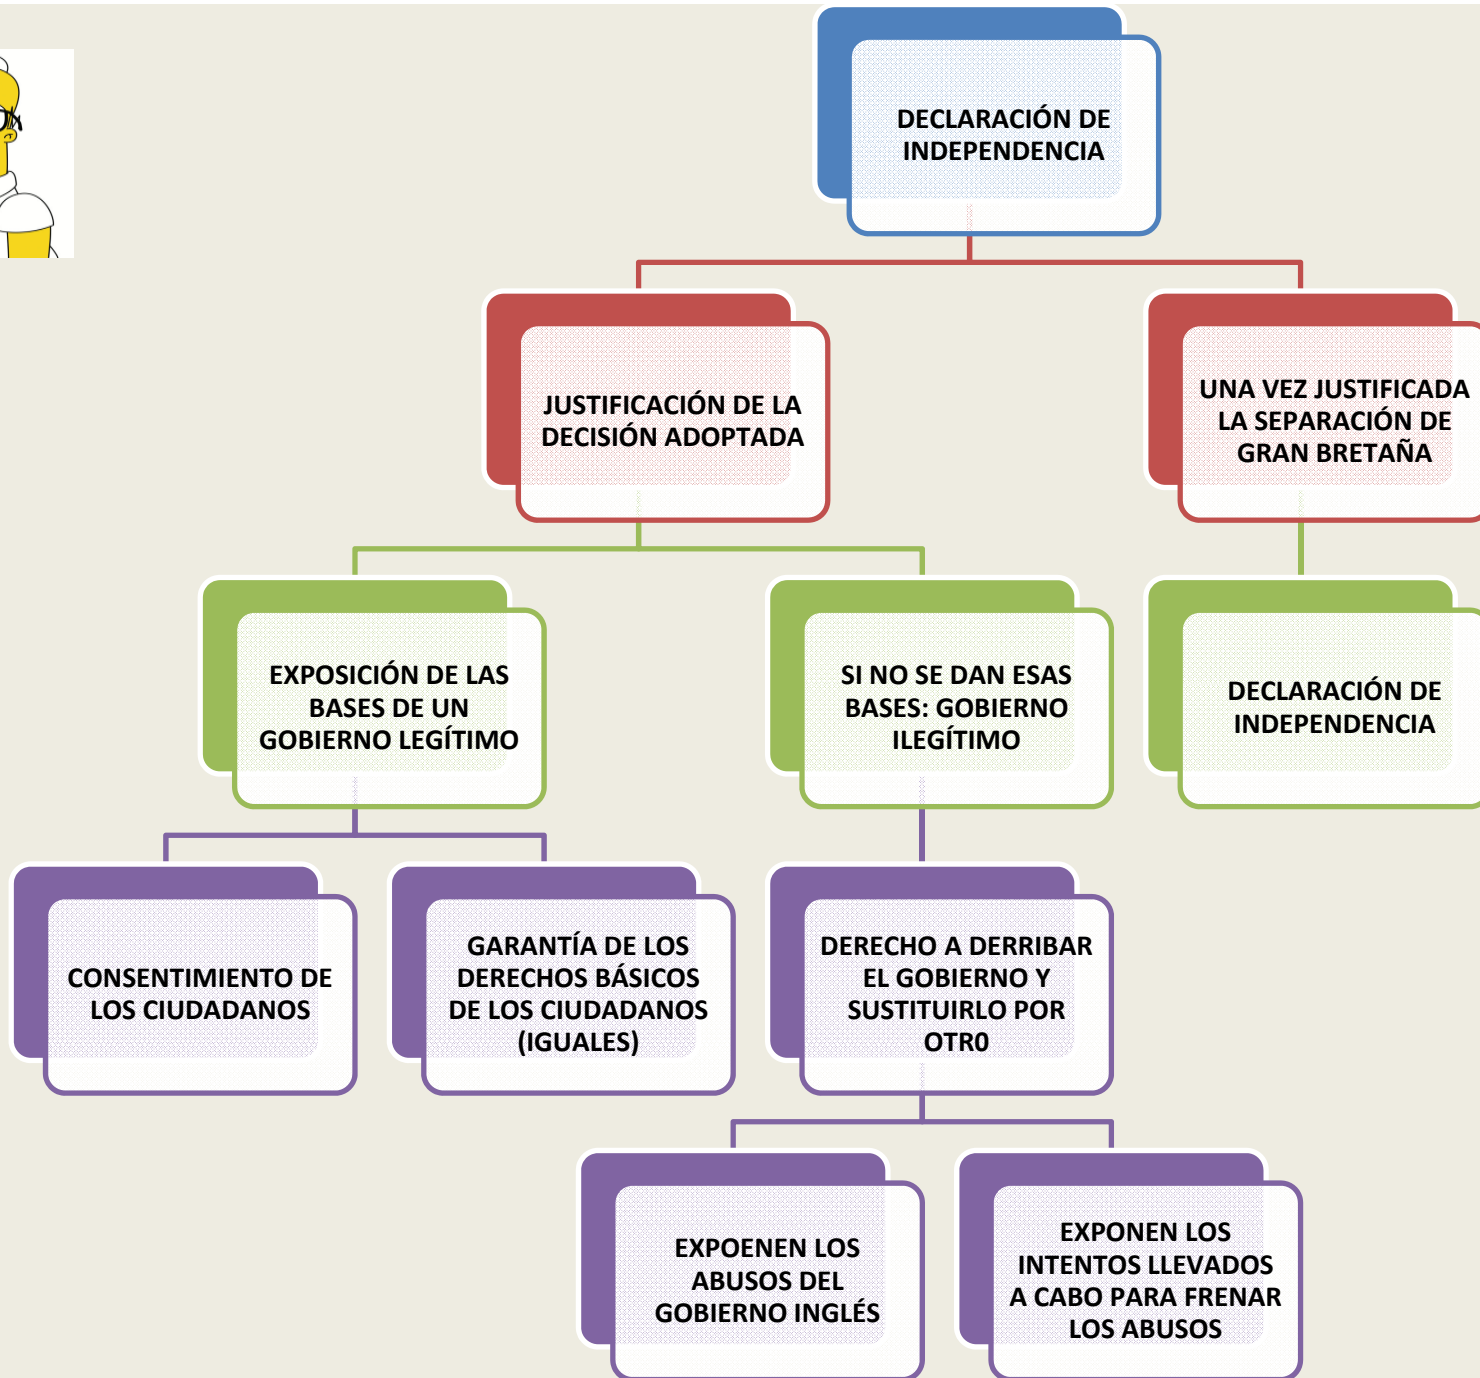 DECLARACIÓN DE
INDEPENDENCIA
JUSTIFICACIÓN DE LA
DECISIÓN ADOPTADA
UNA VEZ JUSTIFICADA
LA SEPARACIÓN DE
GRAN BRETAÑA
EXPOSICIÓN DE LAS
BASES DE UN
GOBIERNO LEGÍTIMO
SI NO SE DAN ESAS
BASES: GOBIERNO
ILEGÍTIMO
DECLARACIÓN DE
INDEPENDENCIA
CONSENTIMIENTO DE
LOS CIUDADANOS
GARANTÍA DE LOS
DERECHOS BÁSICOS
DE LOS CIUDADANOS
(IGUALES)
DERECHO A DERRIBAR
EL GOBIERNO Y
SUSTITUIRLO POR
OTR0
EXPOENEN LOS
ABUSOS DEL
GOBIERNO INGLÉS
EXPONEN LOS
INTENTOS LLEVADOS
A CABO PARA FRENAR
LOS ABUSOS